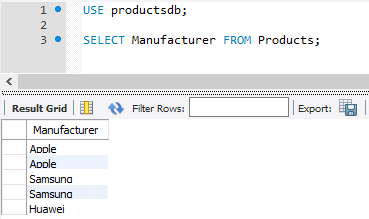 1 USE productsdb;
2
3 SELECT Manufacturer FROM Products;
Result Grid Filter Rows: Export:
Manufacturer
Apple
Apple
Samsung
Samsung
Huawei